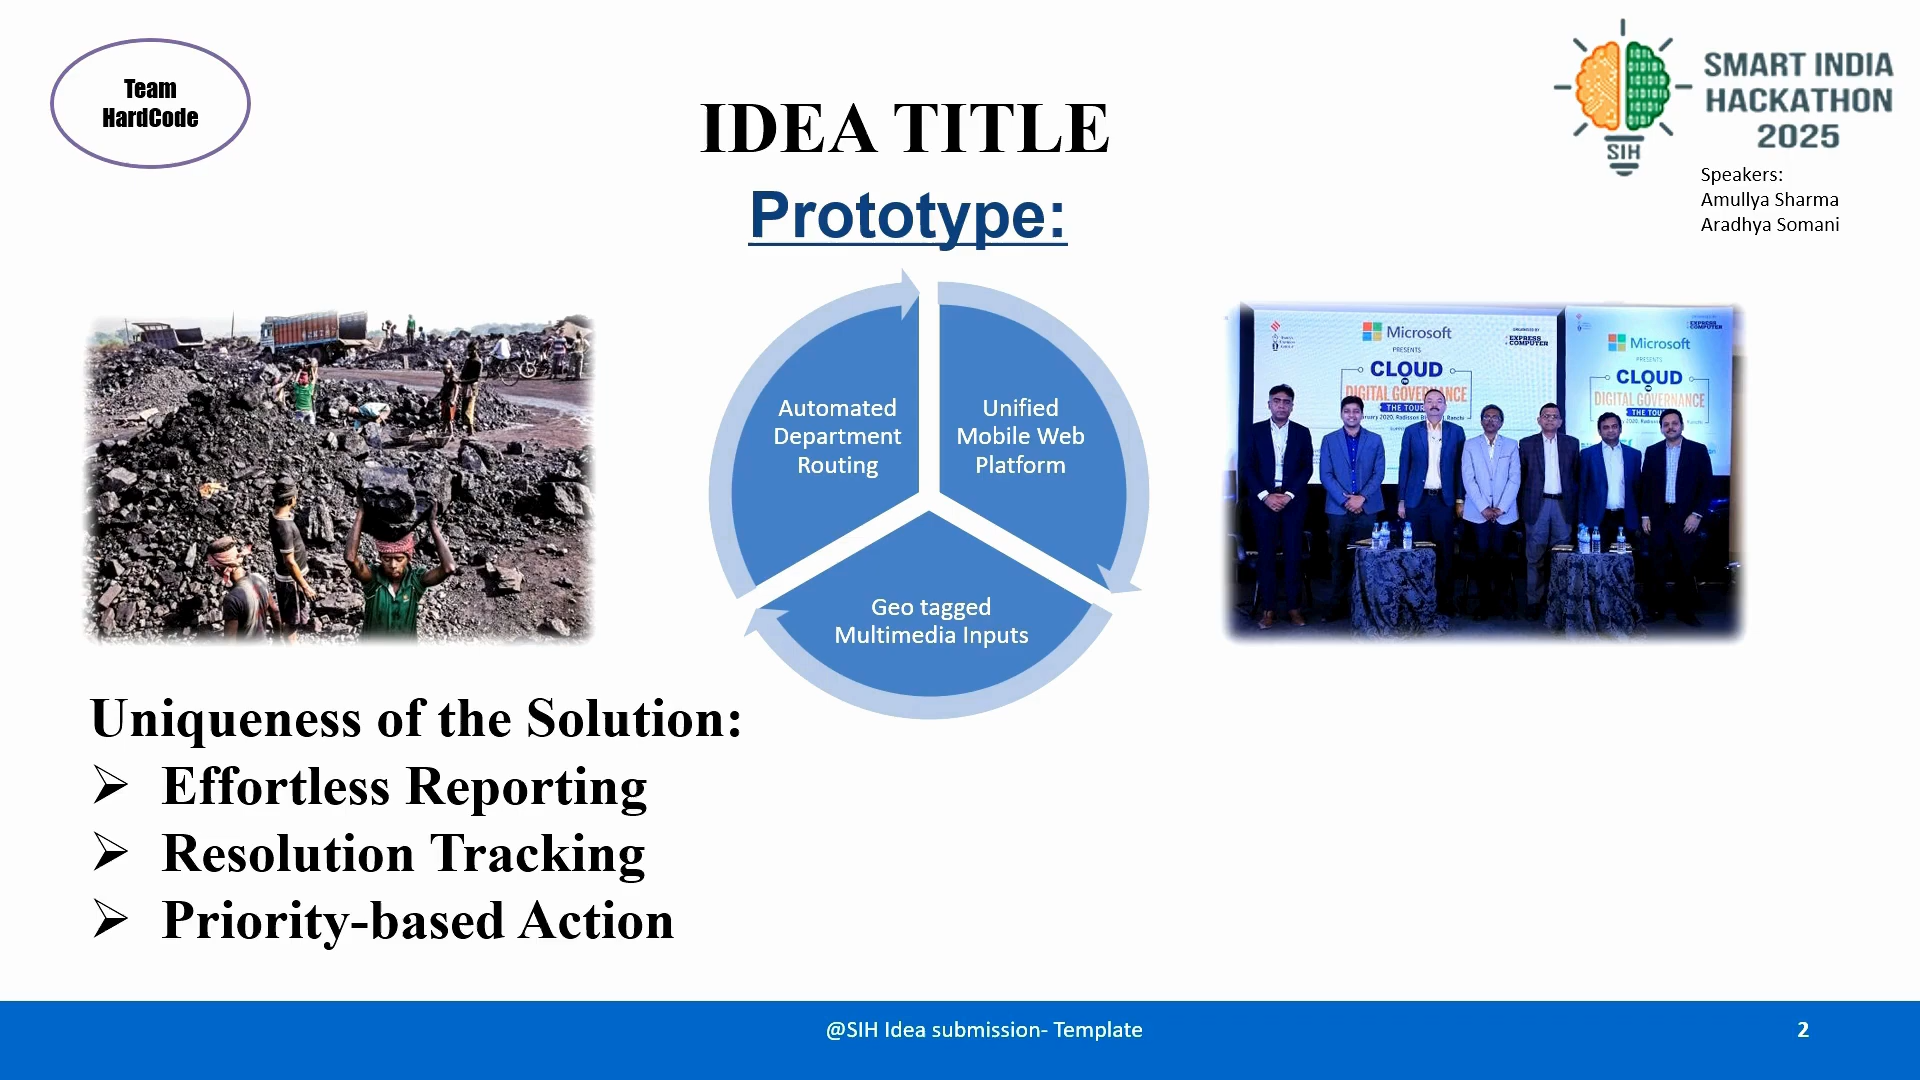 Team
HardCode
SMART INDIA
HACKATHON
2025
SIH
Speakers:
Amullya Sharma
Aradhya Somani
IDEA TITLE
Prototype:
Automated
Department
Routing
Unified
Mobile Web
Platform
Geo tagged
Multimedia Inputs
Microsoft
PRESENTS
CLOUD
DIGITAL GOVERNANCE
THE TOUR
EXPRESS
COMPUTER
Microsoft
PRESENTS
CLOUD
DIGITAL GOVERNANCE
THE TOUR
EXPRESS
COMPUTER
Uniqueness of the Solution:
➢ Effortless Reporting
➢ Resolution Tracking
➢ Priority-based Action
@SIH Idea submission- Template
2